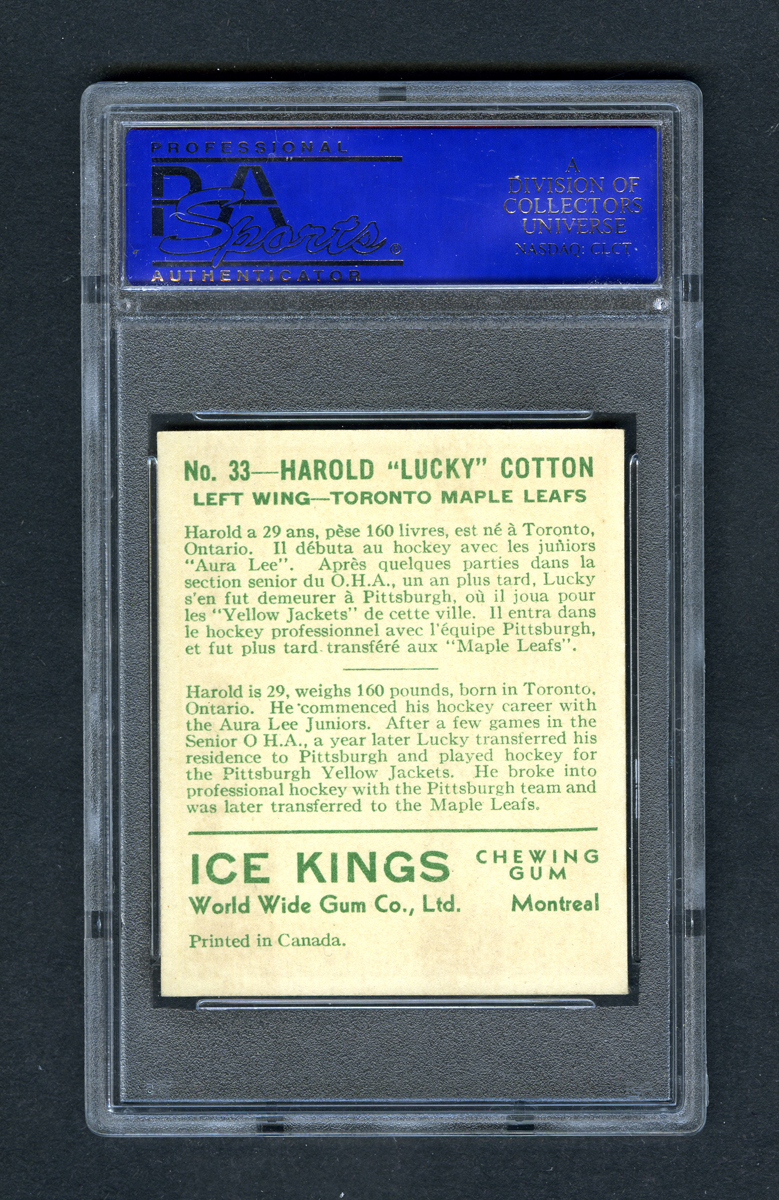 PROFESSIONAL
PSA
Sports®
AUTHENTICATOR
A
DIVISION OF
COLLECTORS
UNIVERSE
NASDAQ: CLCT
No. 33—HAROLD "LUCKY" COTTON
LEFT WING—TORONTO MAPLE LEAFS
Harold a 29 ans, pèse 160 livres, est né à Toronto,
Ontario. Il débuta au hockey avec les juniors
"Aura Lee". Après quelques parties dans la
section senior du O.H.A., un an plus tard, Lucky
s'en fut demeurer à Pittsburgh, où il joua pour
les "Yellow Jackets" de cette ville. Il entra dans
le hockey professionnel avec l'équipe Pittsburgh,
et fut plus tard transféré aux "Maple Leafs".
Harold is 29, weighs 160 pounds, born in Toronto,
Ontario. He commenced his hockey career with
the Aura Lee Juniors. After a few games in the
Senior O H.A., a year later Lucky transferred his
residence to Pittsburgh and played hockey for
the Pittsburgh Yellow Jackets. He broke into
professional hockey with the Pittsburgh team and
was later transferred to the Maple Leafs.
ICE KINGS CHEWING
GUM
World Wide Gum Co., Ltd. Montreal
Printed in Canada.